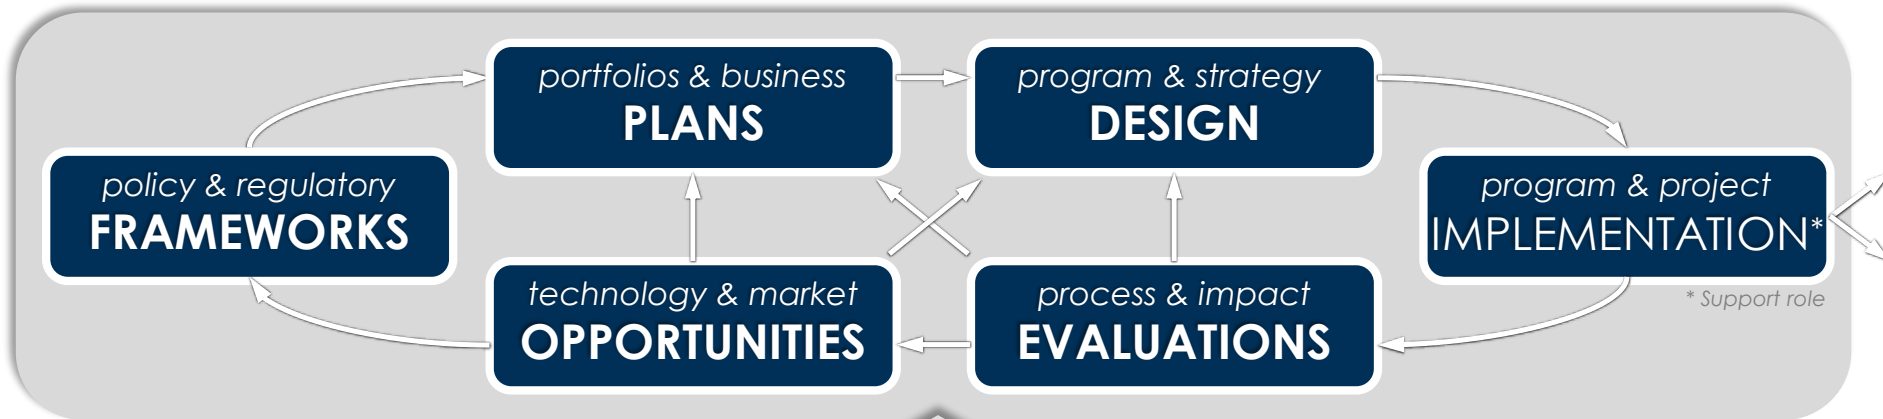 portfolios & business
PLANS
program & strategy
DESIGN
policy & regulatory
FRAMEWORKS
program & project
IMPLEMENTATION*
technology & market
OPPORTUNITIES
process & impact
EVALUATIONS
* Support role